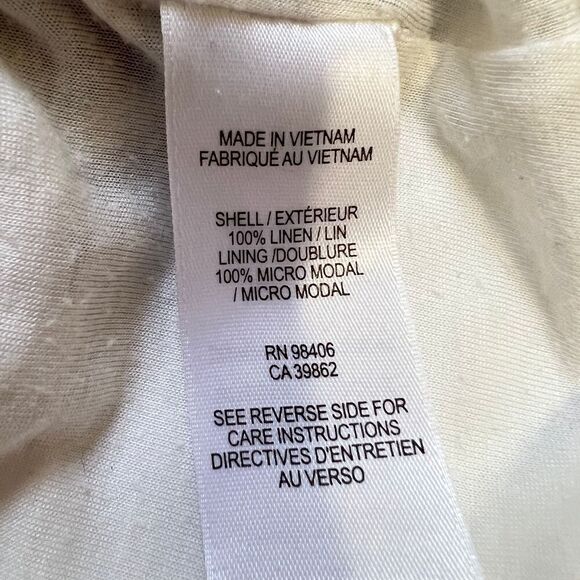 MADE IN VIETNAM
FABRIQUÉ AU VIETNAM
SHELL / EXTÉRIEUR
100% LINEN / LIN
LINING /DOUBLURE
100% MICRO MODAL
/ MICRO MODAL
RN 98406
CA 39862
SEE REVERSE SIDE FOR
CARE INSTRUCTIONS
DIRECTIVES D'ENTRETIEN
AU VERSO